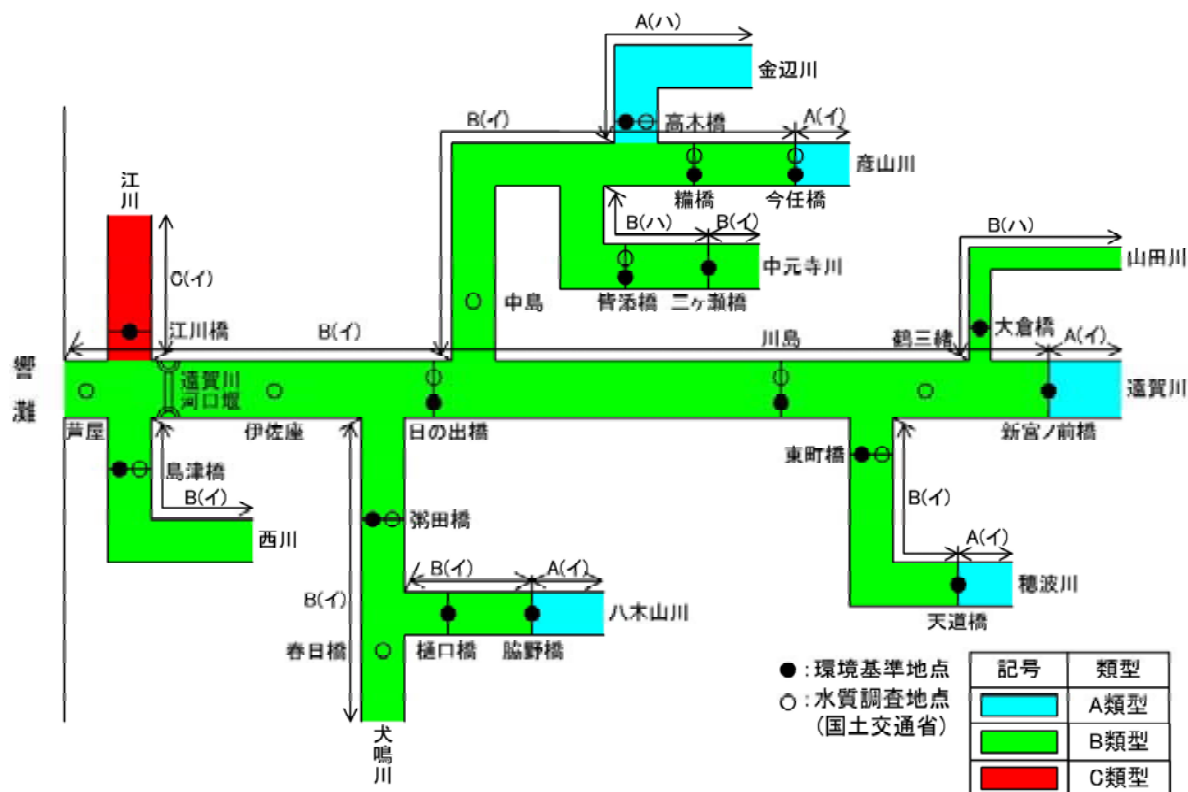 A(ハ)
金辺川
B(イ)
高木橋
A(イ)
彦山川
糒橋
今任橋
江川
B(ハ)
B(イ)
中元寺川
皆添橋
三ヶ瀬橋
B(ハ)
山田川
C(イ)
中島
江川橋
B(イ)
川島
鶴三緒
大倉橋
A(イ)
響灘
遠賀川
河口堰
遠賀川
芦屋
伊佐座
日の出橋
新宮ノ前橋
島津橋
B(イ)
西川
東町橋
B(イ)
A(イ)
穂波川
天道橋
粥田橋
B(イ)
A(イ)
八木山川
B(イ)
春日橋
樋口橋
脇野橋
犬鳴川
●:環境基準地点
○:水質調査地点
(国土交通省)
記号 類型
A類型
B類型
C類型